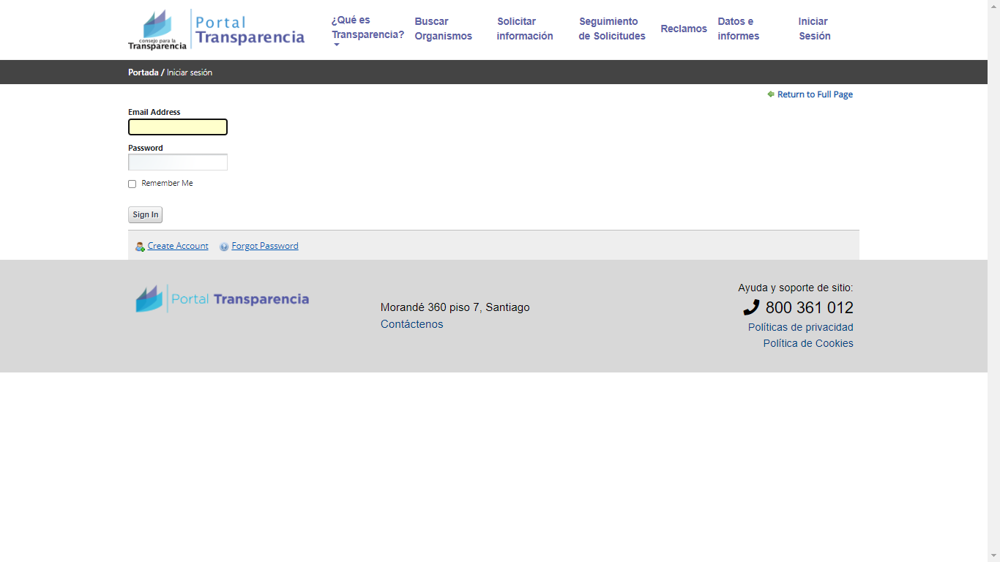 consejo para la
Transparencia
Portal
Transparencia
¿Qué es
Transparencia?
Buscar
Organismos
Solicitar
información
Seguimiento
de Solicitudes
Reclamos
Datos e
informes
Iniciar
Sesión
Portada / Iniciar sesión
Return to Full Page
Email Address
Password
Remember Me
Sign In
Create Account
Forgot Password
Portal Transparencia
Morandé 360 piso 7, Santiago
Contáctenos
Ayuda y soporte de sitio:
800 361 012
Políticas de privacidad
Política de Cookies